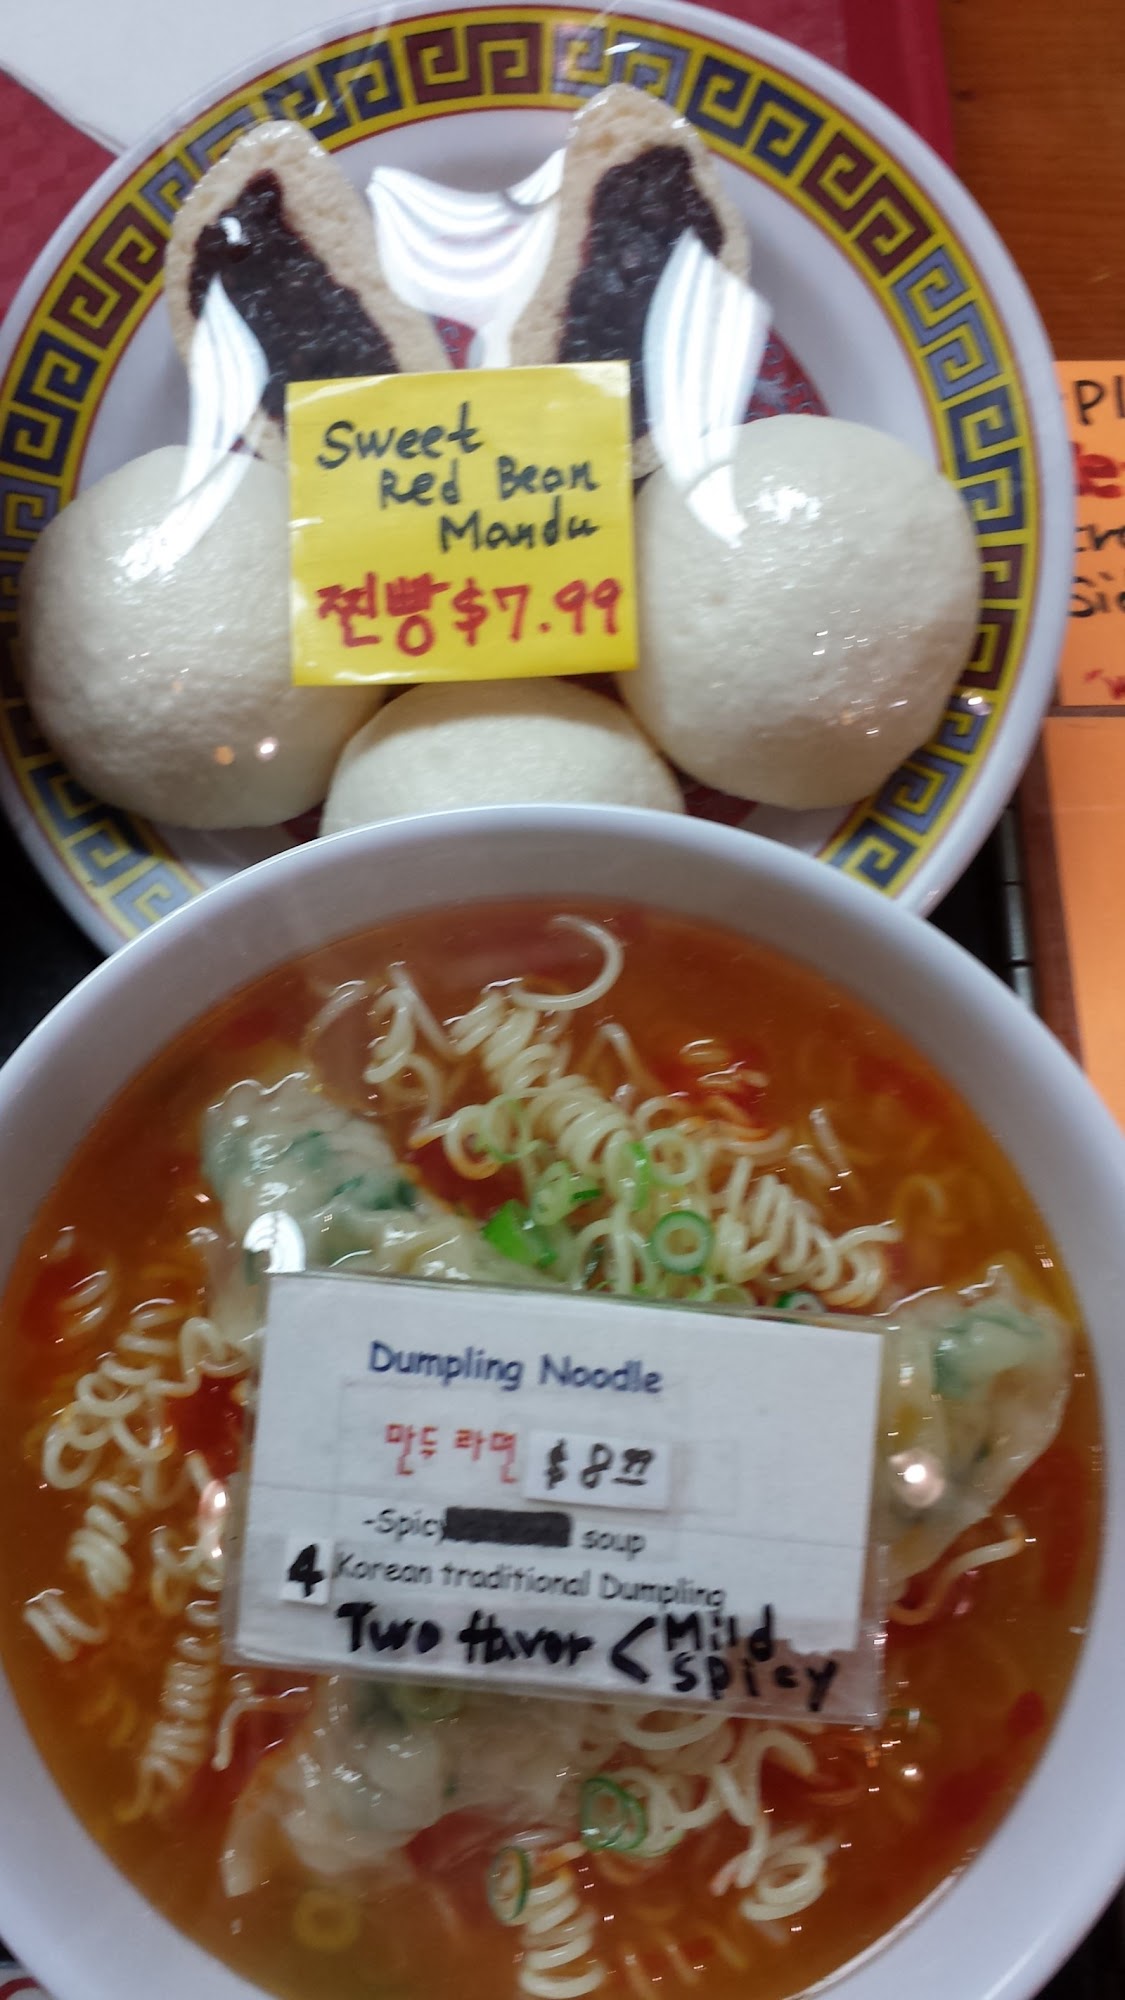 Sweet
Red Bean
Mandu
찐빵 $7.99
Dumpling Noodle
만두 라면 $8.99
-Spicy soup
4 Korean traditional Dumpling
Two flavor < Mild
Spicy